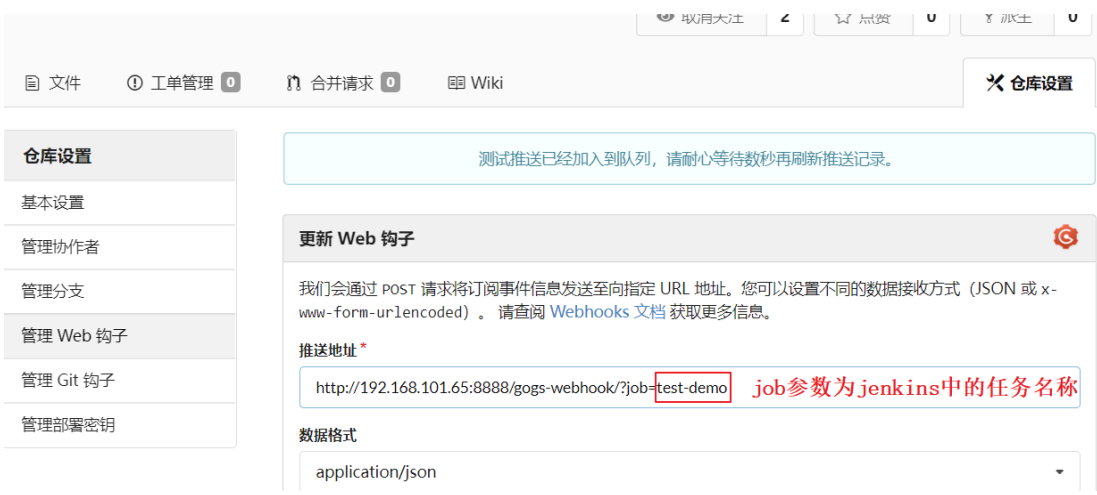 取消关注 2 点赞 0 派生 0
文件 工单管理 0 合并请求 0 Wiki 仓库设置
仓库设置
基本设置
管理协作者
管理分支
管理 Web 钩子
管理 Git 钩子
管理部署密钥
测试推送已经加入到队列，请耐心等待数秒再刷新推送记录。
更新 Web 钩子
我们会通过 POST 请求将订阅事件信息发送至向指定 URL 地址。您可以设置不同的数据接收方式（JSON 或 x-
www-form-urlencoded）。 请查阅 Webhooks 文档 获取更多信息。
推送地址 *
http://192.168.101.65:8888/gogs-webhook/?job=test-demo job参数为jenkins中的任务名称
数据格式
application/json